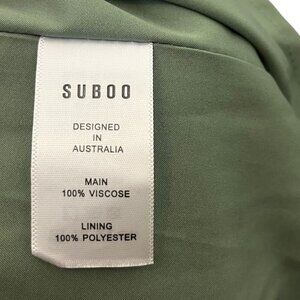 SUBOO
DESIGNED
IN
AUSTRALIA
MAIN
100% VISCOSE
LINING
100% POLYESTER